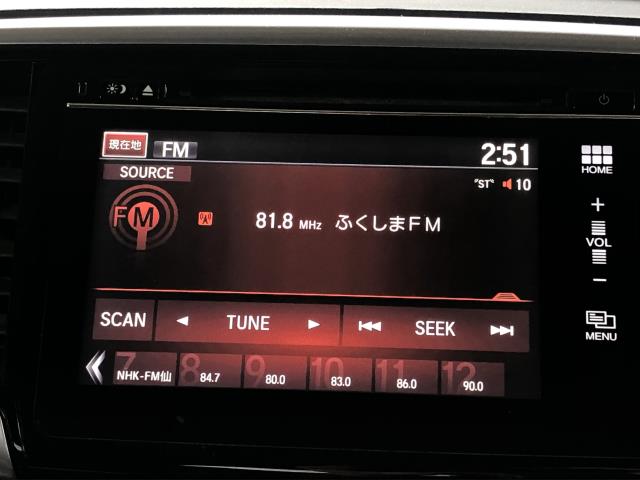 現在地 FM 2:51
SOURCE "ST" 10
FM 81.8 MHz ふくしまFM
SCAN TUNE SEEK
7 8 9 10 11 12
NHK-FM仙 84.7 80.0 83.0 86.0 90.0
HOME
+
VOL
−
MENU